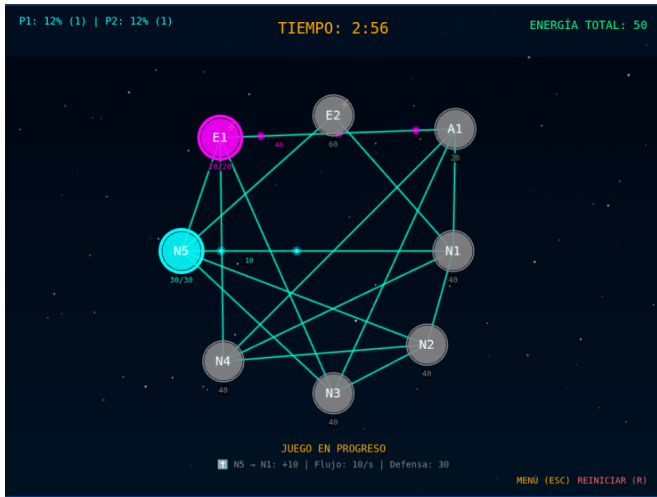 P1: 12% (1) | P2: 12% (1)
TIEMPO: 2:56
ENERGÍA TOTAL: 50
E2
60
A1
20
E1
20/20
40
N5
30/30
10
N1
40
N2
40
N4
40
N3
40
JUEGO EN PROGRESO
N5 → N1: +10 | Flujo: 10/s | Defensa: 30
MENÚ (ESC) REINICIAR (R)